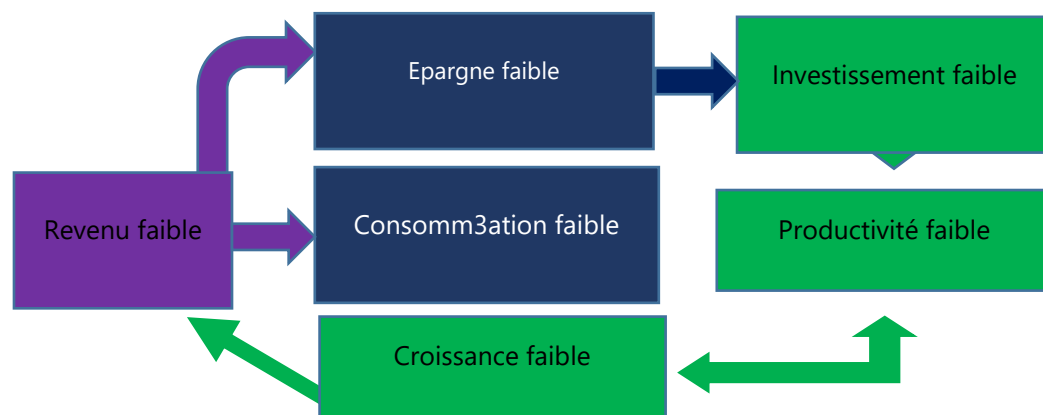 Epargne faible
Investissement faible
Revenu faible
Consomm3ation faible
Productivité faible
Croissance faible